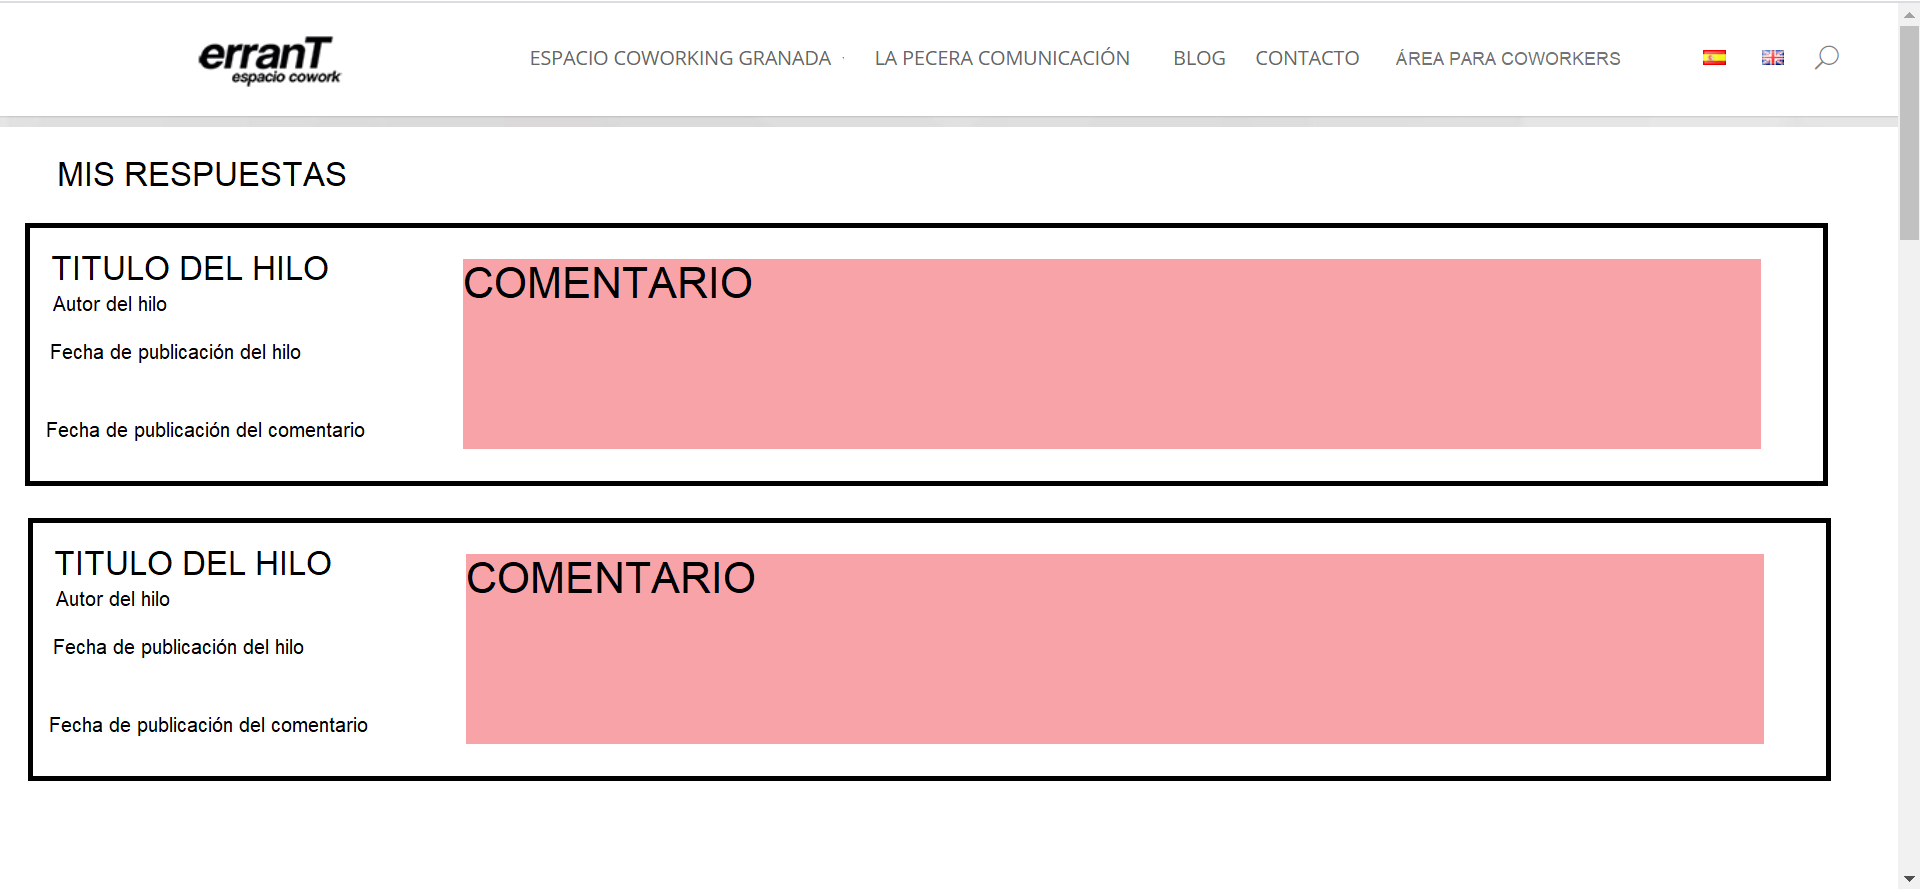 erranT
espacio cowork
ESPACIO COWORKING GRANADA
LA PECERA COMUNICACIÓN
BLOG
CONTACTO
ÁREA PARA COWORKERS
MIS RESPUESTAS
TITULO DEL HILO
Autor del hilo
Fecha de publicación del hilo
Fecha de publicación del comentario
COMENTARIO
TITULO DEL HILO
Autor del hilo
Fecha de publicación del hilo
Fecha de publicación del comentario
COMENTARIO